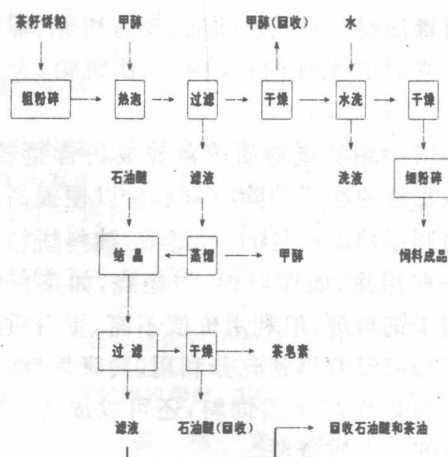 茶籽饼粕 甲醇 甲醇(回收) 水
粗粉碎 热泡 过滤 干燥 水洗 干燥
石油醚 滤液 洗液 细粉碎
结晶 蒸馏 甲醇 饲料成品
过滤 干燥 茶皂素
滤液 石油醚(回收) 回收石油醚和茶油